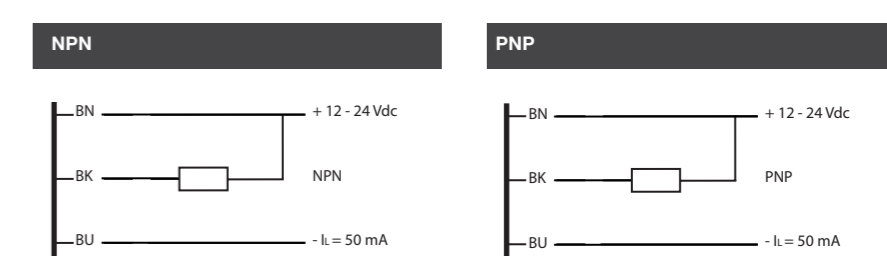 NPN
BN + 12 - 24 Vdc
BK NPN
BU - IL = 50 mA
PNP
BN + 12 - 24 Vdc
BK PNP
BU - IL = 50 mA